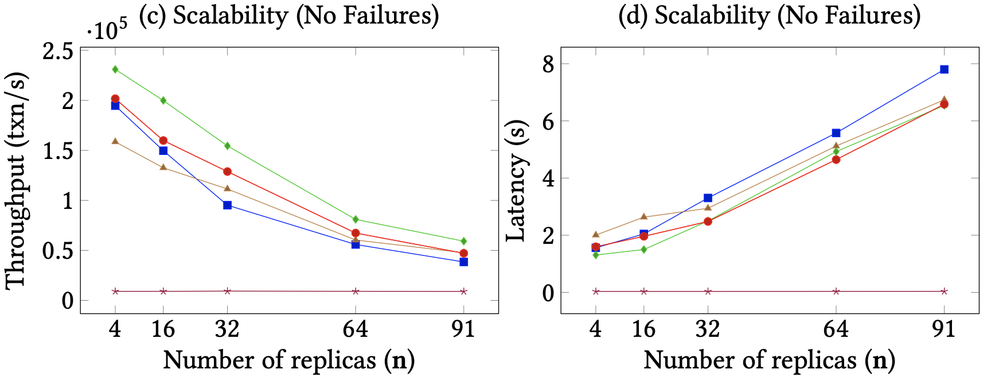 (c) Scalability (No Failures)
·10⁵
2.5
2
1.5
1
0.5
0
Throughput (txn/s)
4 16 32 64 91
Number of replicas (n)
(d) Scalability (No Failures)
8
6
4
2
0
Latency (s)
4 16 32 64 91
Number of replicas (n)